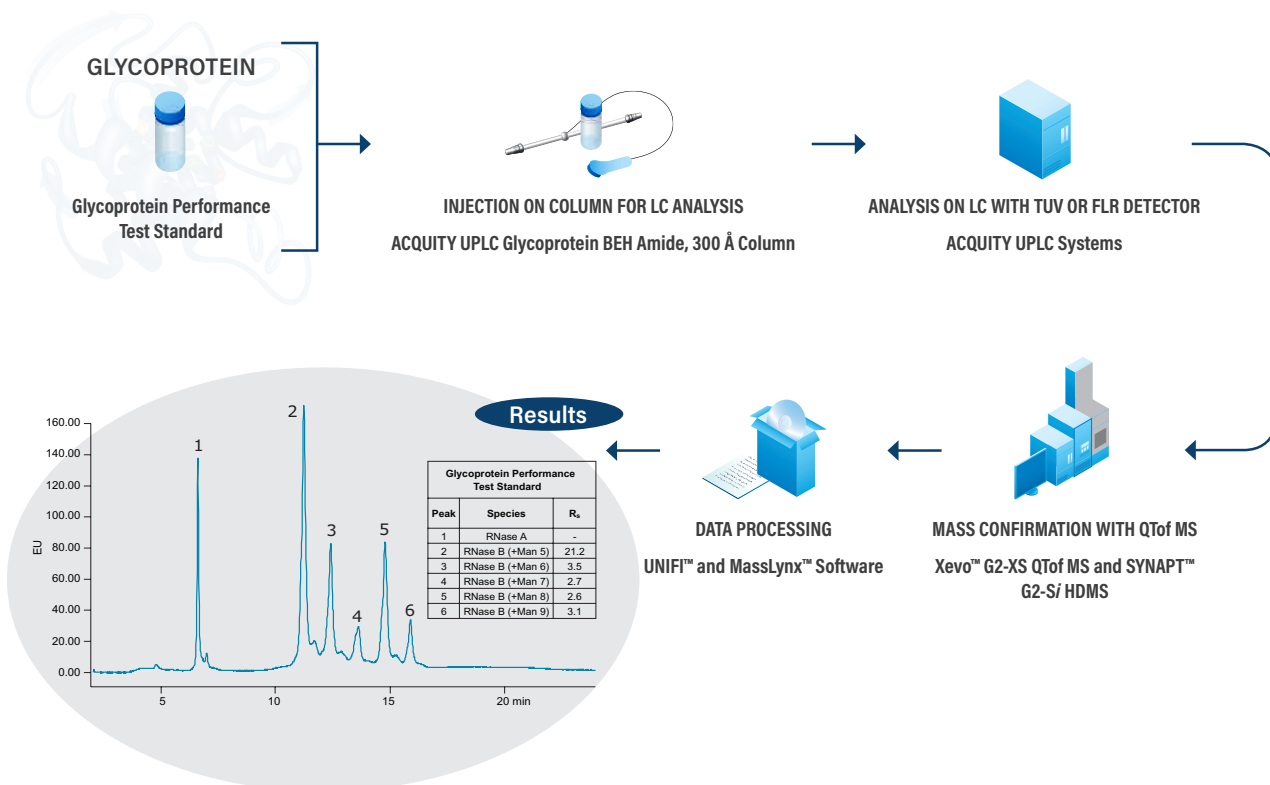 GLYCOPROTEIN
Glycoprotein Performance
Test Standard
INJECTION ON COLUMN FOR LC ANALYSIS
ACQUITY UPLC Glycoprotein BEH Amide, 300 Å Column
ANALYSIS ON LC WITH TUV OR FLR DETECTOR
ACQUITY UPLC Systems
MASS CONFIRMATION WITH QTof MS
Xevo™ G2-XS QTof MS and SYNAPT™
G2-Si HDMS
DATA PROCESSING
UNIFI™ and MassLynx™ Software
Results
EU
160.00
140.00
120.00
100.00
80.00
60.00
40.00
20.00
0.00
5 10 15 20 min
1
2
3
4
5
6
Glycoprotein Performance
Test Standard
Peak Species Rs
1 RNase A -
2 RNase B (+Man 5) 21.2
3 RNase B (+Man 6) 3.5
4 RNase B (+Man 7) 2.7
5 RNase B (+Man 8) 2.6
6 RNase B (+Man 9) 3.1